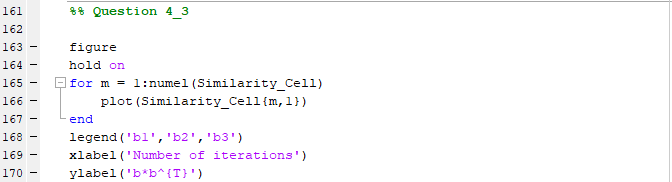 161 %% Question 4_3
162
163 – figure
164 – hold on
165 – for m = 1:numel(Similarity_Cell)
166 – plot(Similarity_Cell{m,1})
167 – end
168 – legend('b1','b2','b3')
169 – xlabel('Number of iterations')
170 – ylabel('b*b^{T}')